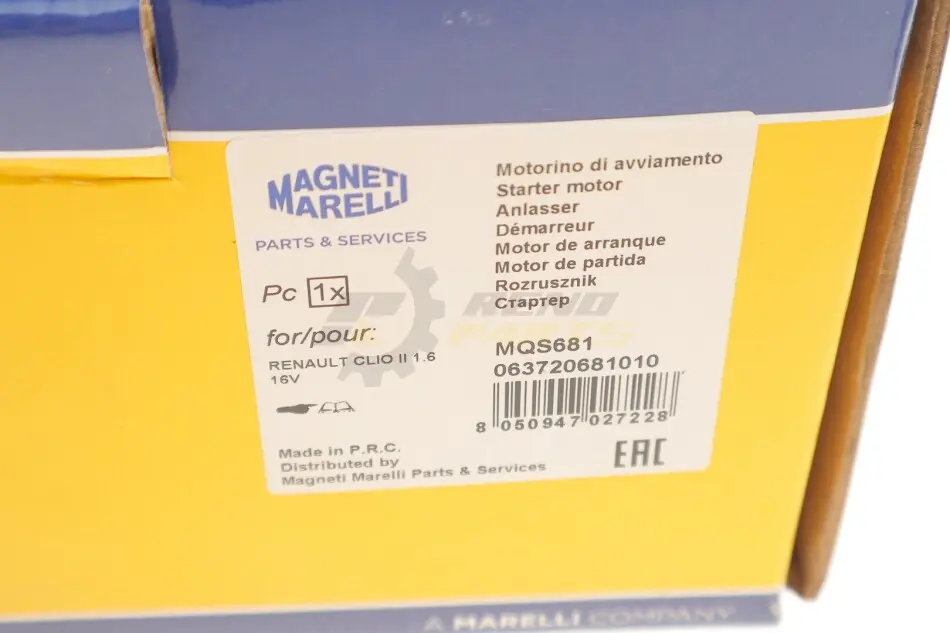 MAGNETI
MARELLI
PARTS & SERVICES
Pc 1x
for/pour:
RENAULT CLIO II 1.6
16V
Made in P.R.C.
Distributed by
Magneti Marelli Parts & Services
Motorino di avviamento
Starter motor
Anlasser
Démarreur
Motor de arranque
Motor de partida
Rozrusznik
Стартер
RENO
PARTS
MQS681
063720681010
8 050947 027228
EAC
A MARELLI COMPANY